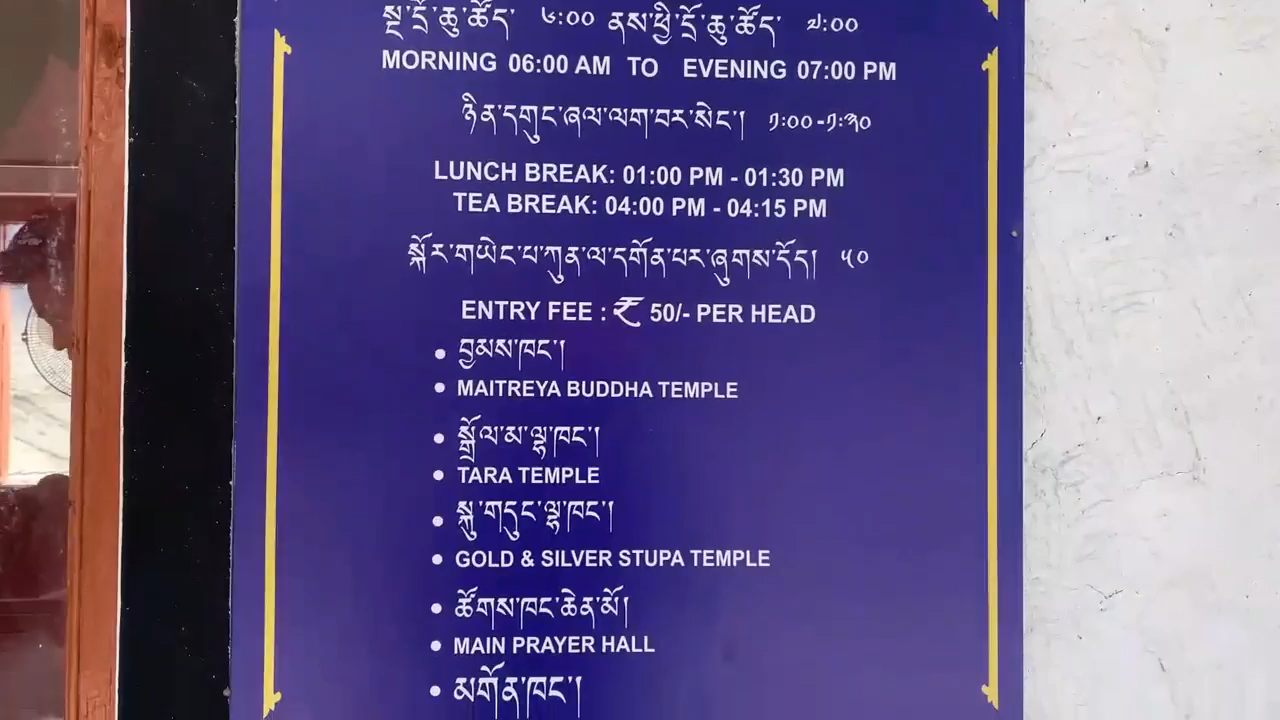 སྔ་དྲོ་ཆུ་ཚོད་ ༦:༠༠ ནས་ཕྱི་དྲོ་ཆུ་ཚོད་ ༧:༠༠
MORNING 06:00 AM TO EVENING 07:00 PM
ཉིན་དགུང་ཞལ་ལག་བར་སེང་། ༡:༠༠-༡:༣༠
LUNCH BREAK: 01:00 PM - 01:30 PM
TEA BREAK: 04:00 PM - 04:15 PM
སྐོར་གཡེང་པ་ཀུན་ལ་དགོན་པར་ཞུགས་དོད། ༥༠
ENTRY FEE : ₹ 50/- PER HEAD
• བྱམས་ཁང་།
• MAITREYA BUDDHA TEMPLE
• སྒྲོལ་མ་ལྷ་ཁང་།
• TARA TEMPLE
• སྐུ་གདུང་ལྷ་ཁང་།
• GOLD & SILVER STUPA TEMPLE
• ཚོགས་ཁང་ཆེན་མོ།
• MAIN PRAYER HALL
• མགོན་ཁང་།